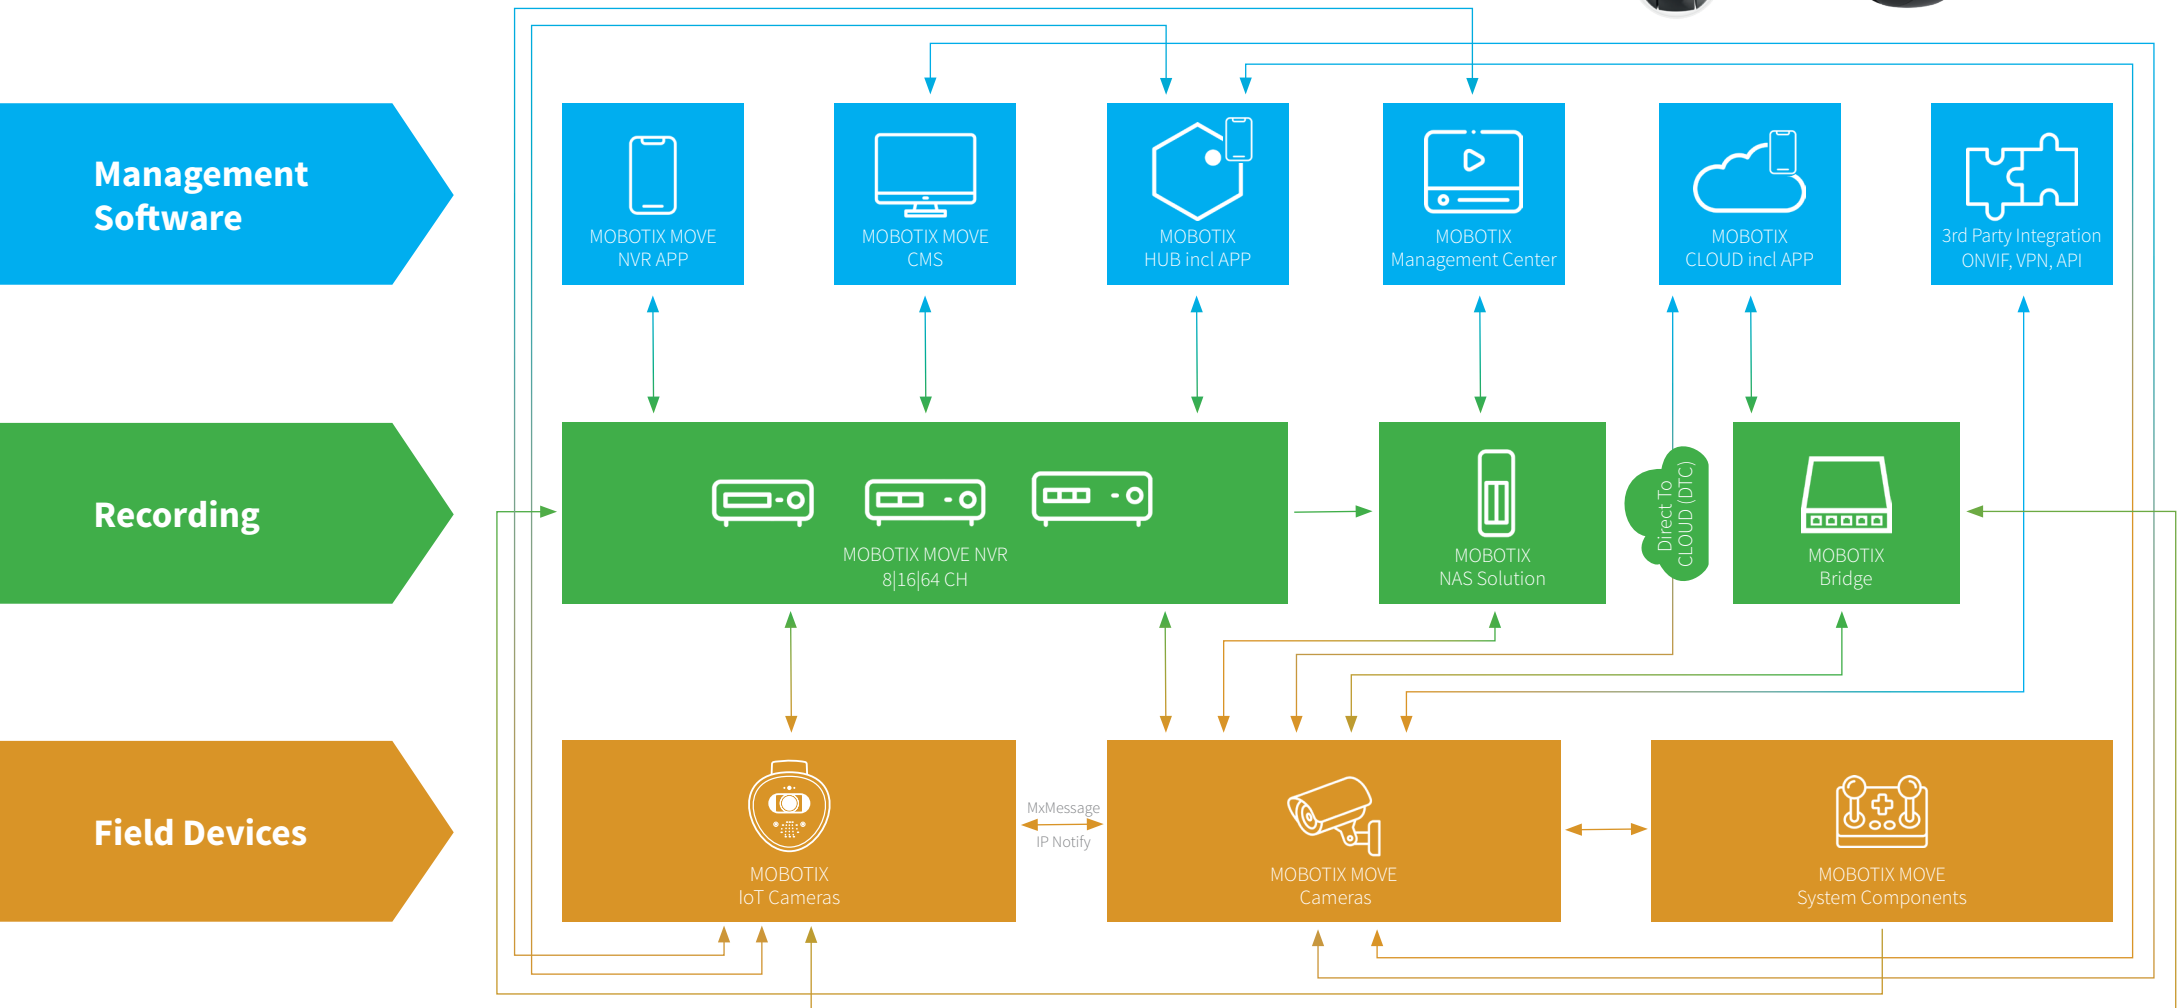 Management
Software
MOBOTIX MOVE
NVR APP
MOBOTIX MOVE
CMS
MOBOTIX
HUB incl APP
MOBOTIX
Management Center
MOBOTIX
CLOUD incl APP
3rd Party Integration
ONVIF, VPN, API
Recording
MOBOTIX MOVE NVR
8|16|64 CH
MOBOTIX
NAS Solution
Direct To
CLOUD (DTC)
MOBOTIX
Bridge
Field Devices
MOBOTIX
IoT Cameras
MxMessage
IP Notify
MOBOTIX MOVE
Cameras
MOBOTIX MOVE
System Components